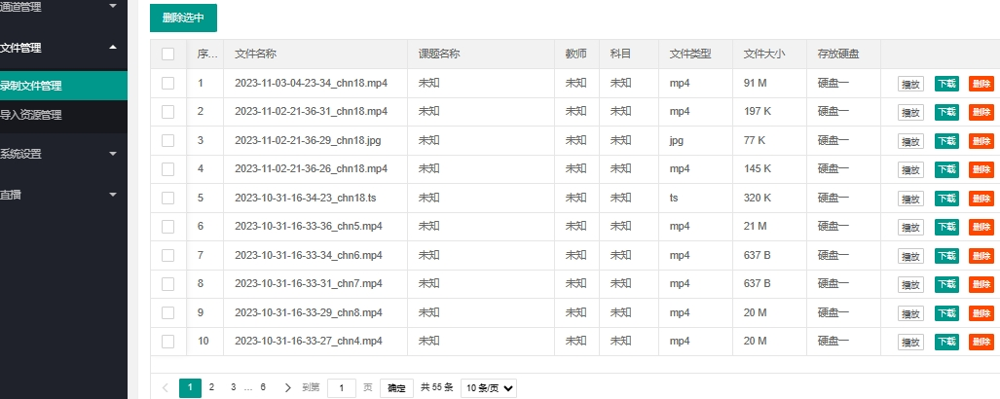 通道管理
文件管理
录制文件管理
导入资源管理
系统设置
直播
删除选中
序... 文件名称 课题名称 教师 科目 文件类型 文件大小 存放硬盘
1 2023-11-03-04-23-34_chn18.mp4 未知 未知 未知 mp4 91 M 硬盘一 播放 下载 删除
2 2023-11-02-21-36-31_chn18.mp4 未知 未知 未知 mp4 197 K 硬盘一 播放 下载 删除
3 2023-11-02-21-36-29_chn18.jpg 未知 未知 未知 jpg 77 K 硬盘一 播放 下载 删除
4 2023-11-02-21-36-26_chn18.mp4 未知 未知 未知 mp4 145 K 硬盘一 播放 下载 删除
5 2023-10-31-16-34-23_chn18.ts 未知 未知 未知 ts 320 K 硬盘一 播放 下载 删除
6 2023-10-31-16-33-36_chn5.mp4 未知 未知 未知 mp4 21 M 硬盘一 播放 下载 删除
7 2023-10-31-16-33-34_chn6.mp4 未知 未知 未知 mp4 637 B 硬盘一 播放 下载 删除
8 2023-10-31-16-33-31_chn7.mp4 未知 未知 未知 mp4 637 B 硬盘一 播放 下载 删除
9 2023-10-31-16-33-29_chn8.mp4 未知 未知 未知 mp4 20 M 硬盘一 播放 下载 删除
10 2023-10-31-16-33-27_chn4.mp4 未知 未知 未知 mp4 20 M 硬盘一 播放 下载 删除
1 2 3 … 6 到第 1 页 确定 共 55 条 10 条/页